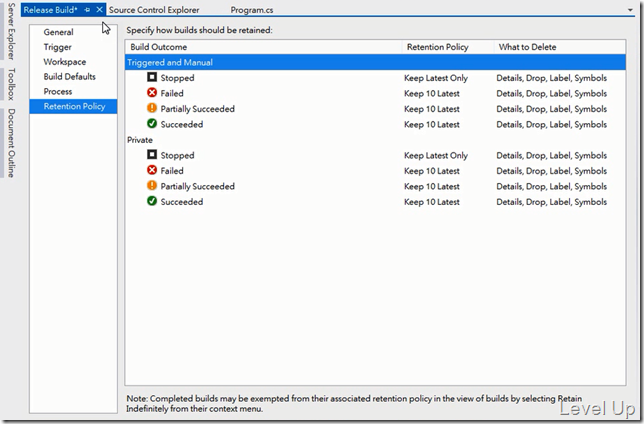 Release Build*
Source Control Explorer
Program.cs
Server Explorer
Toolbox
Document Outline
General
Trigger
Workspace
Build Defaults
Process
Retention Policy
Specify how builds should be retained:
Build Outcome Retention Policy What to Delete
Triggered and Manual
Stopped Keep Latest Only Details, Drop, Label, Symbols
Failed Keep 10 Latest Details, Drop, Label, Symbols
Partially Succeeded Keep 10 Latest Details, Drop, Label, Symbols
Succeeded Keep 10 Latest Details, Drop, Label, Symbols
Private
Stopped Keep Latest Only Details, Drop, Label, Symbols
Failed Keep 10 Latest Details, Drop, Label, Symbols
Partially Succeeded Keep 10 Latest Details, Drop, Label, Symbols
Succeeded Keep 10 Latest Details, Drop, Label, Symbols
Note: Completed builds may be exempted from their associated retention policy in the view of builds by selecting Retain
Indefinitely from their context menu.
Level Up